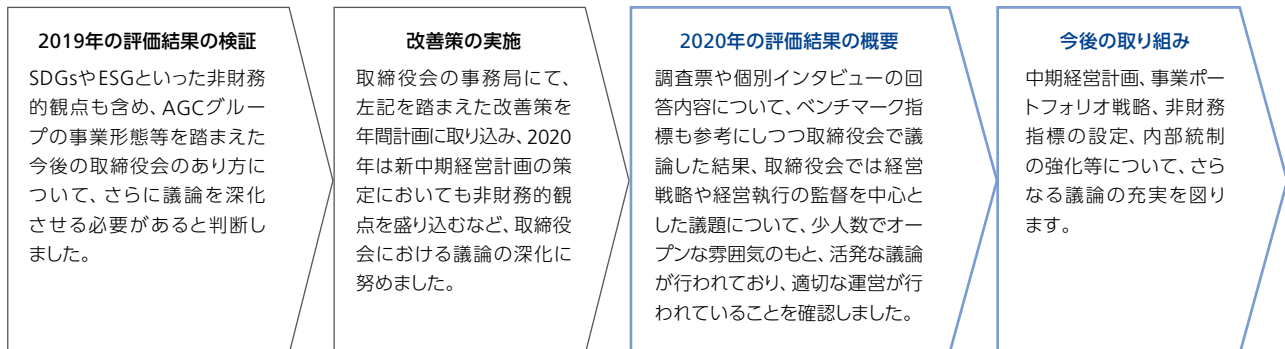 2019年の評価結果の検証
SDGsやESGといった非財務
的観点も含め、AGCグルー
プの事業形態等を踏まえた
今後の取締役会のあり方に
ついて、さらに議論を深化
させる必要があると判断し
ました。
改善策の実施
取締役会の事務局にて、
左記を踏まえた改善策を
年間計画に取り込み、2020
年は新中期経営計画の策
定においても非財務的観
点を盛り込むなど、取締役
会における議論の深化に
努めました。
2020年の評価結果の概要
調査票や個別インタビューの回
答内容について、ベンチマーク指
標も参考にしつつ取締役会で議
論した結果、取締役会では経営
戦略や経営執行の監督を中心と
した議題について、少人数でオー
プンな雰囲気のもと、活発な議論
が行われており、適切な運営が行
われていることを確認しました。
今後の取り組み
中期経営計画、事業ポー
トフォリオ戦略、非財務
指標の設定、内部統制
の強化等について、さら
なる議論の充実を図り
ます。